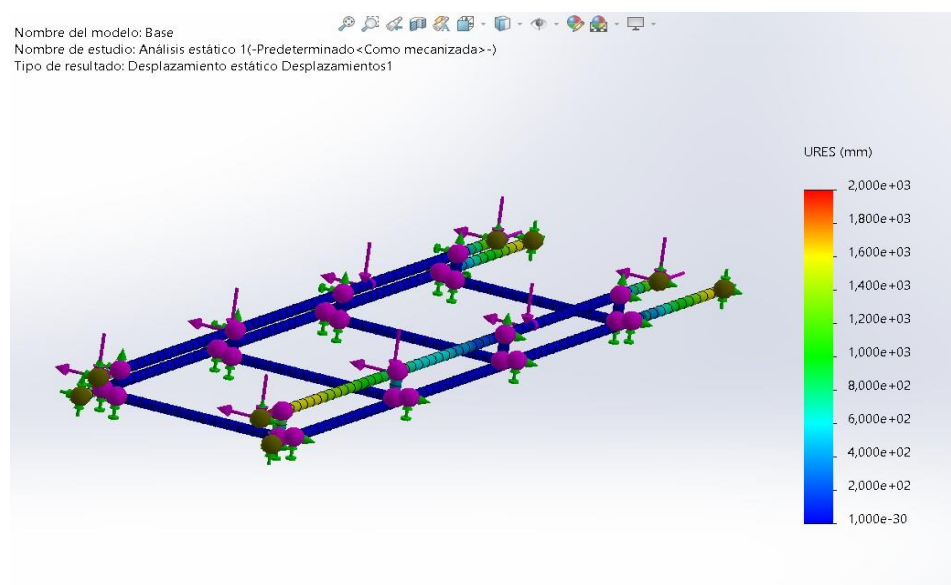 Nombre del modelo: Base
Nombre de estudio: Análisis estático 1(-Predeterminado<Como mecanizada>-)
Tipo de resultado: Desplazamiento estático Desplazamientos1
URES (mm)
2,000e+03
1,800e+03
1,600e+03
1,400e+03
1,200e+03
1,000e+03
8,000e+02
6,000e+02
4,000e+02
2,000e+02
1,000e-30